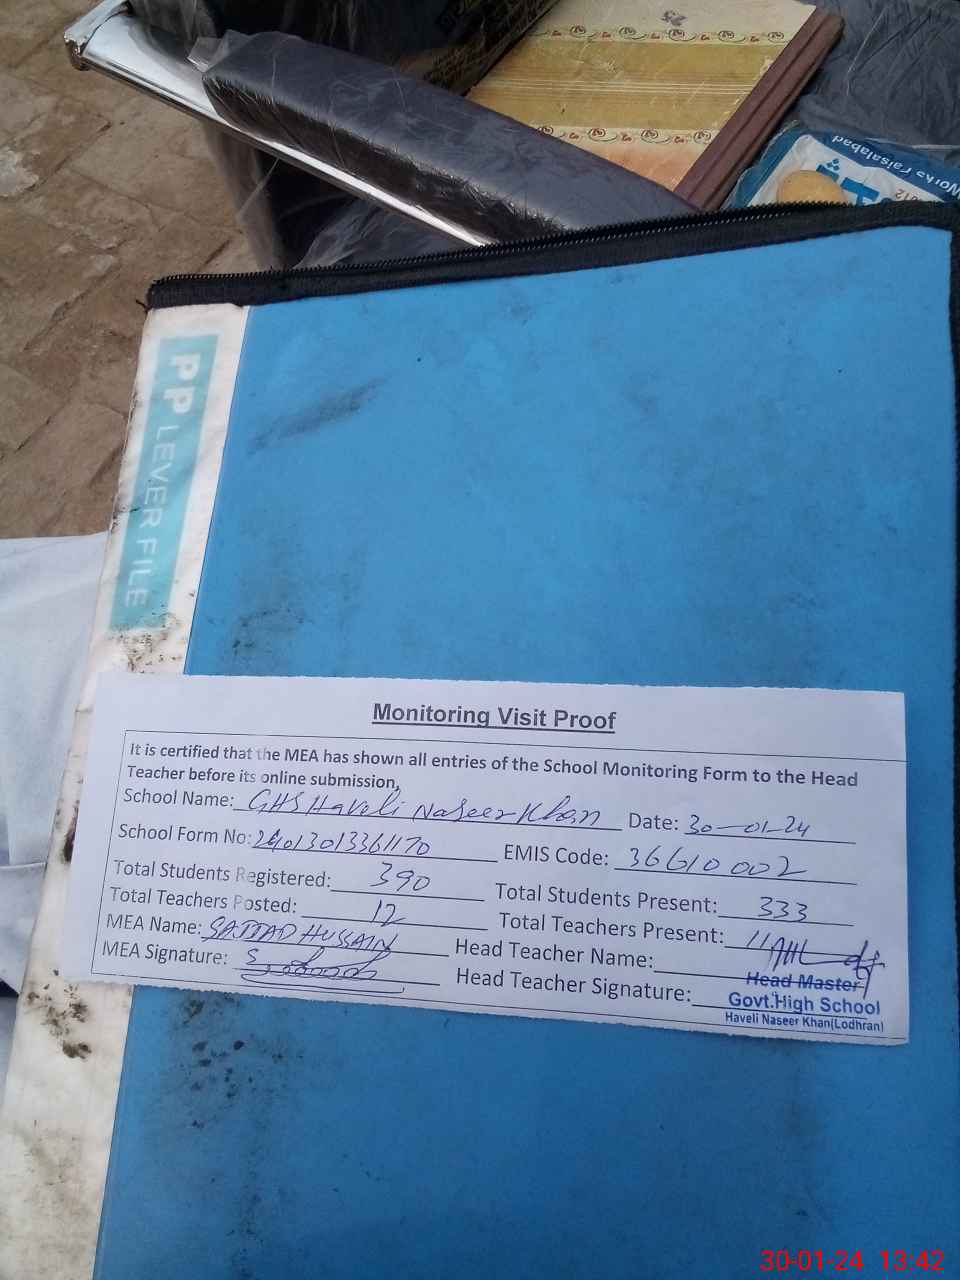 25
Works Faisalabad
PP LEVER FILE
Monitoring Visit Proof
It is certified that the MEA has shown all entries of the School Monitoring Form to the Head
Teacher before its online submission,
School Name: GHS Haveli Naseer Khan Date: 30-01-24
School Form No: 24013013361170 EMIS Code: 36610002
Total Students Registered: 390 Total Students Present: 333
Total Teachers Posted: 12 Total Teachers Present: 11
MEA Name: SAJJAD HUSSAIN Head Teacher Name:
MEA Signature: Head Teacher Signature:
Head Master
Govt.High School
Haveli Naseer Khan(Lodhran)
30-01-24 13:42